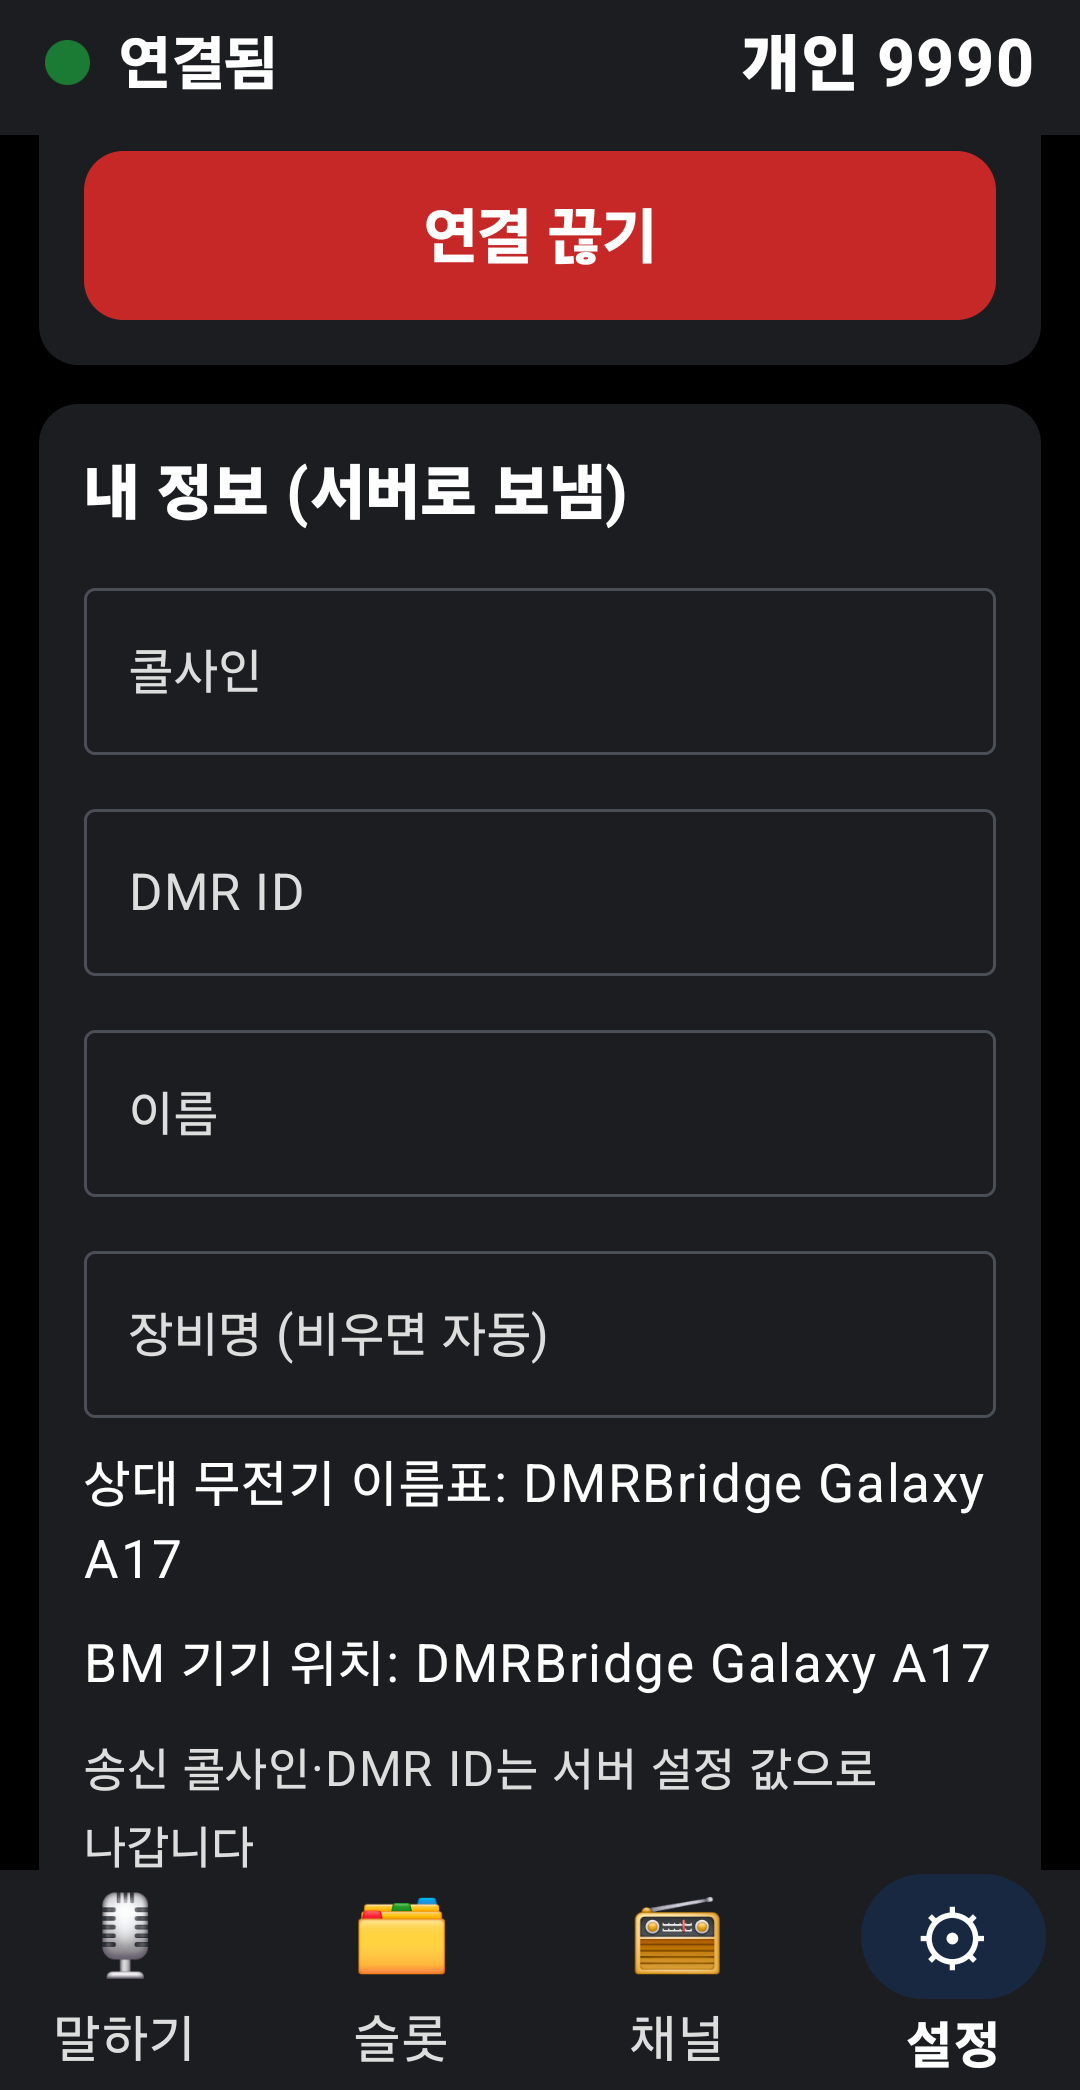 연결됨
개인 9990
연결 끊기
내 정보 (서버로 보냄)
콜사인
DMR ID
이름
장비명 (비우면 자동)
상대 무전기 이름표: DMRBridge Galaxy
A17
BM 기기 위치: DMRBridge Galaxy A17
송신 콜사인·DMR ID는 서버 설정 값으로
나갑니다
말하기
슬롯
채널
설정